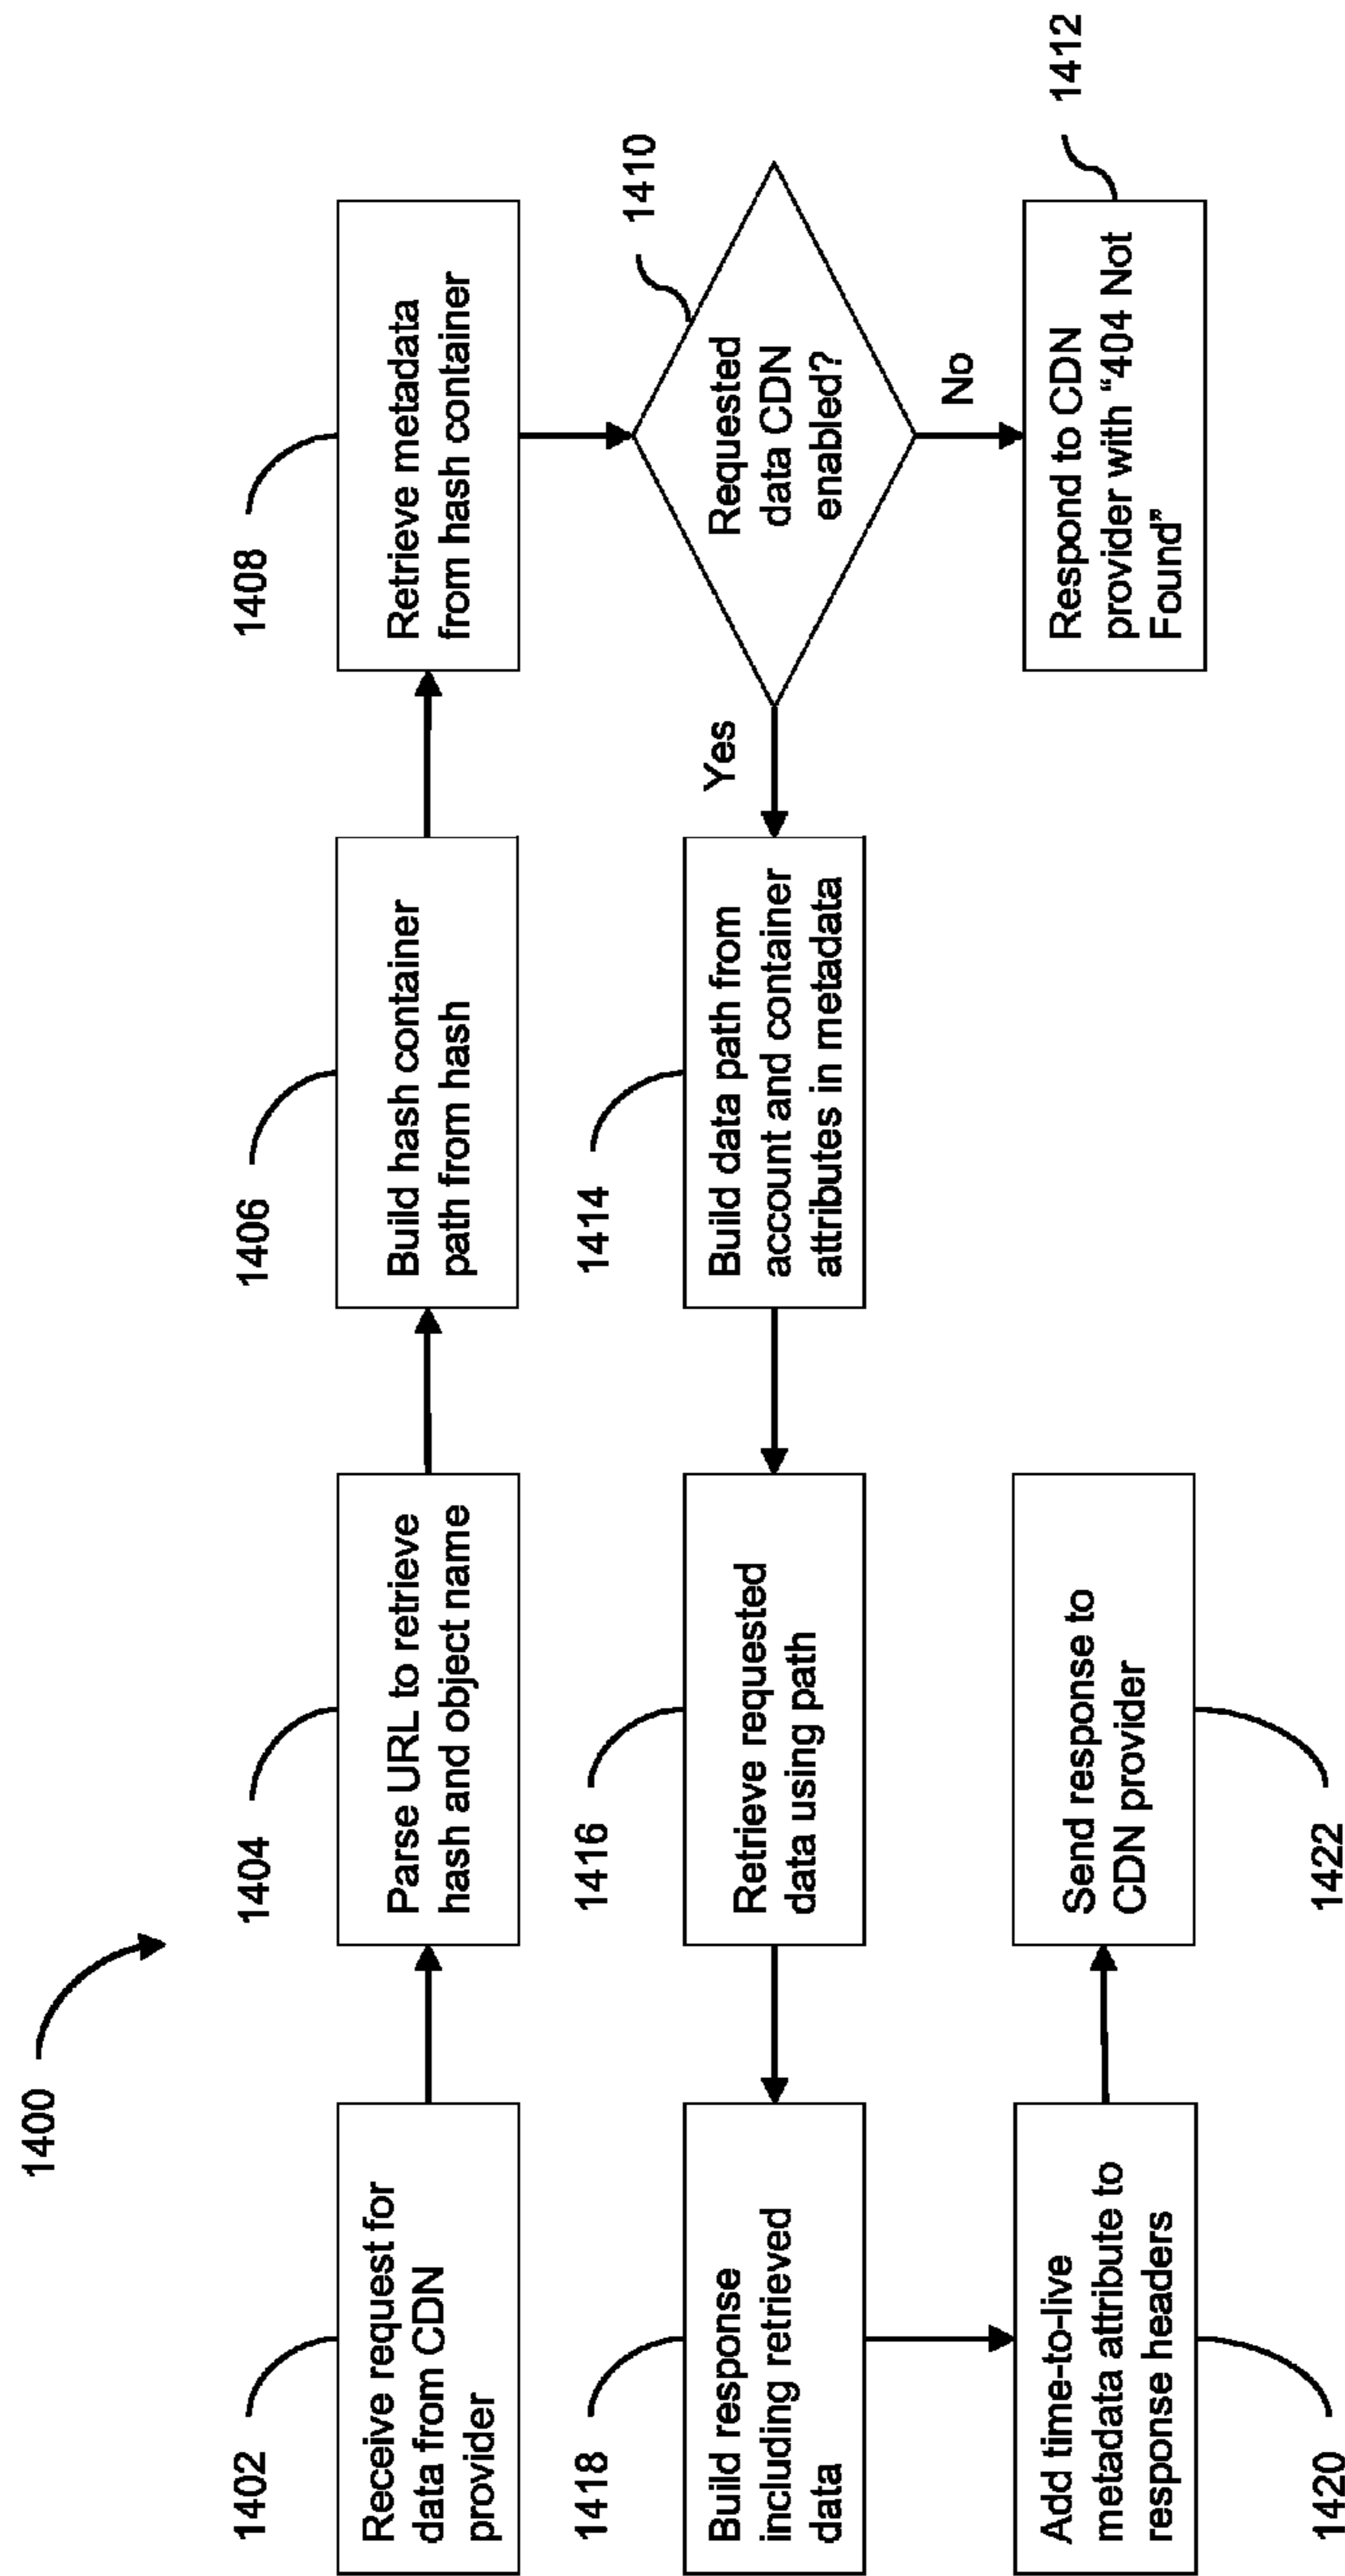 1400
1402
Receive request for
data from CDN
provider
1404
Parse URL to retrieve
hash and object name
1406
Build hash container
path from hash
1408
Retrieve metadata
from hash container
1410
Requested
data CDN
enabled?
No
1412
Respond to CDN
provider with “404 Not
Found”
Yes
1414
Build data path from
account and container
attributes in metadata
1416
Retrieve requested
data using path
1418
Build response
including retrieved
data
Add time-to-live
metadata attribute to
response headers
1420
Send response to
CDN provider
1422